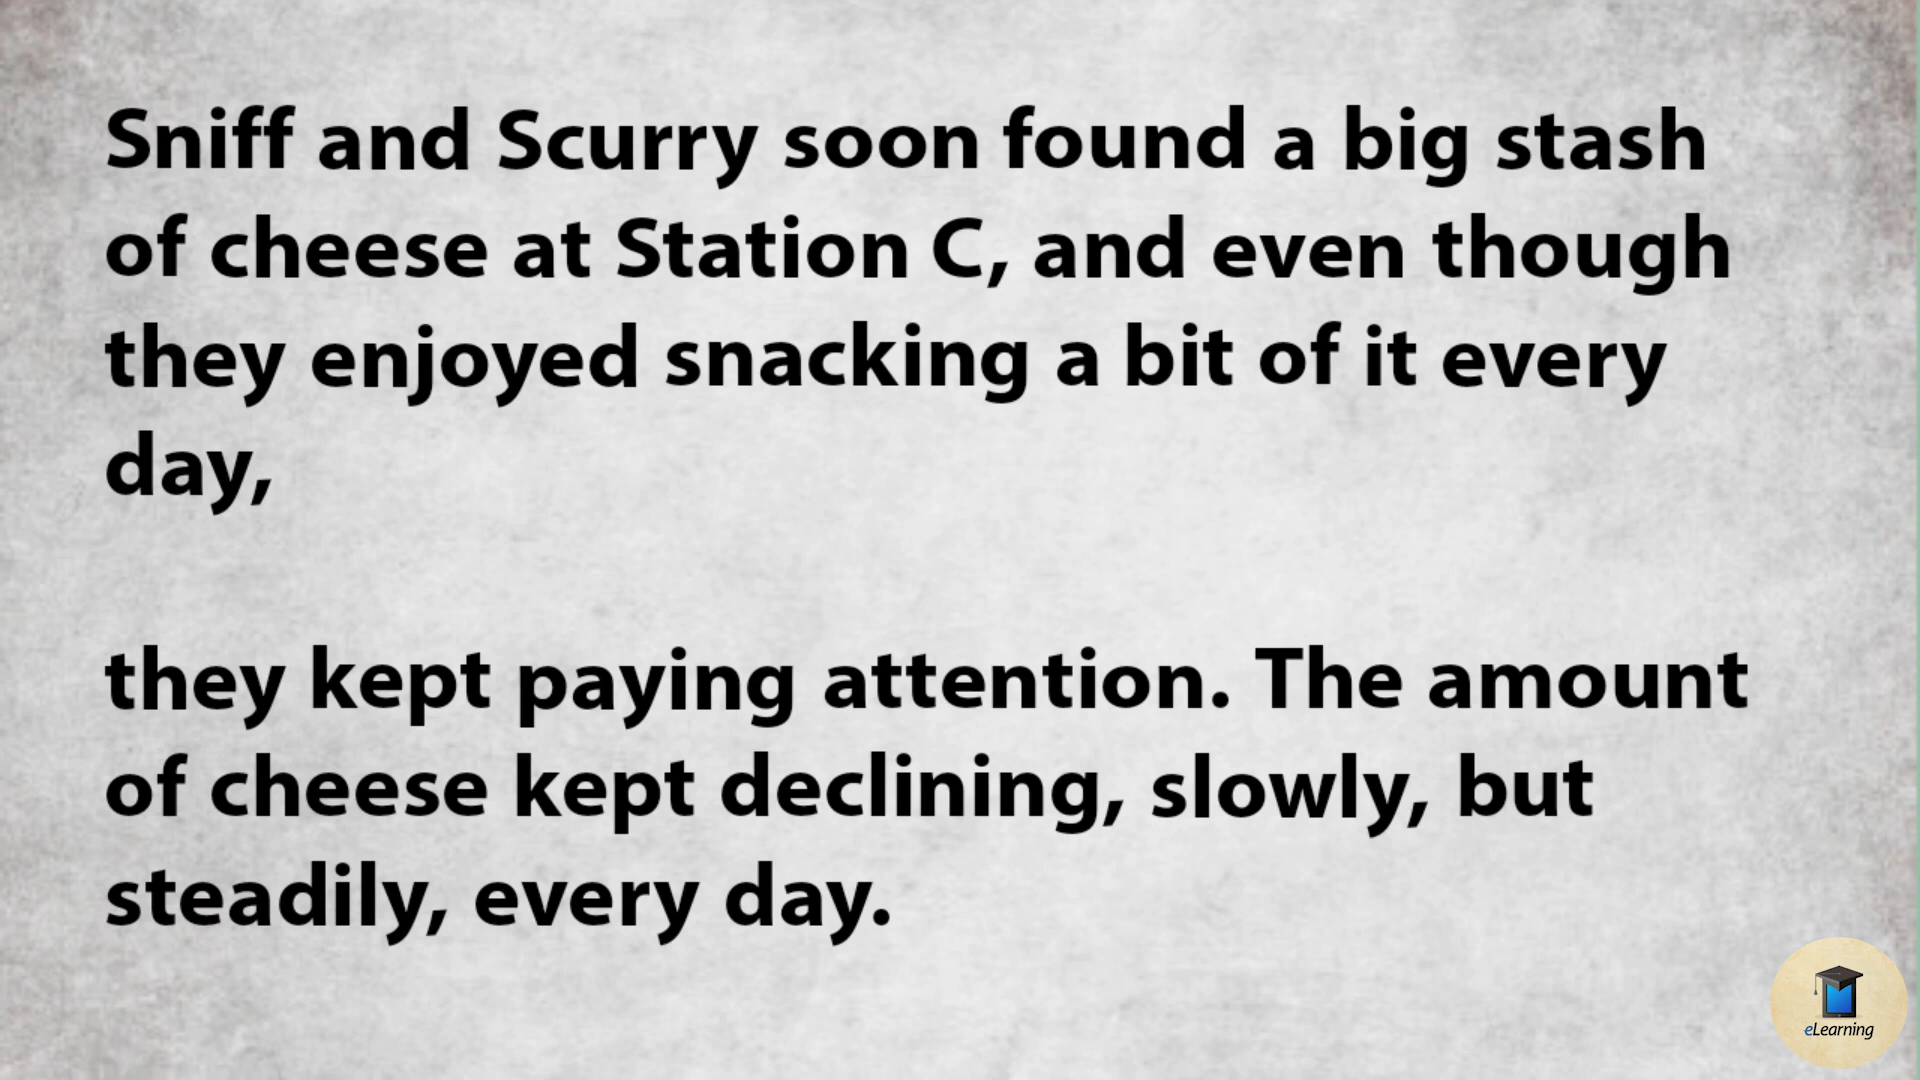 Sniff and Scurry soon found a big stash
of cheese at Station C, and even though
they enjoyed snacking a bit of it every
day,
they kept paying attention. The amount
of cheese kept declining, slowly, but
steadily, every day.
eLearning